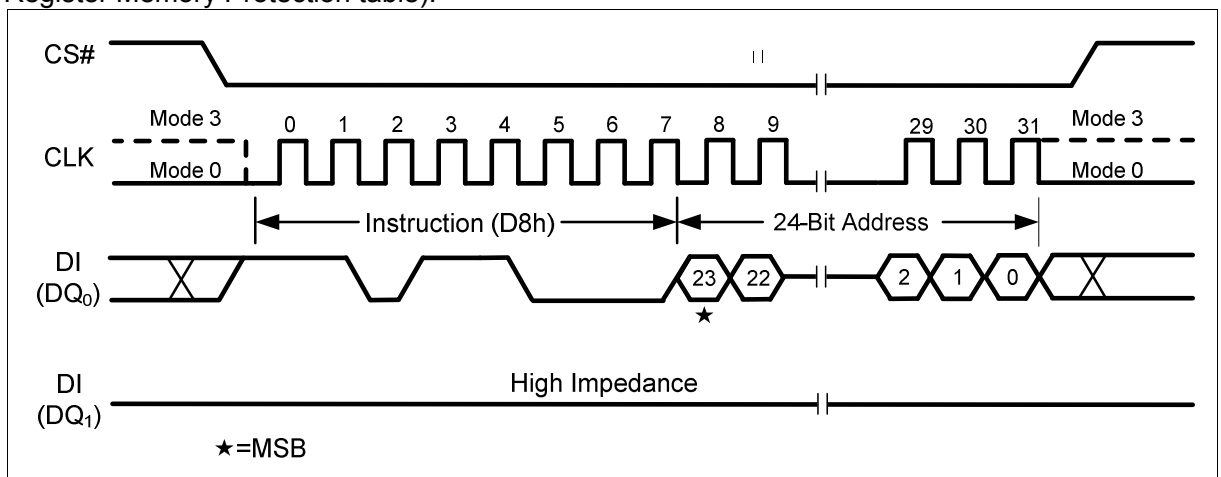 Register Memory Protection table).
CS#
Mode 3 0 1 2 3 4 5 6 7 8 9 29 30 31 Mode 3
CLK
Mode 0 Mode 0
Instruction (D8h) 24-Bit Address
DI
(DQ0) 23 22 2 1 0
★
DI High Impedance
(DQ1)
★=MSB